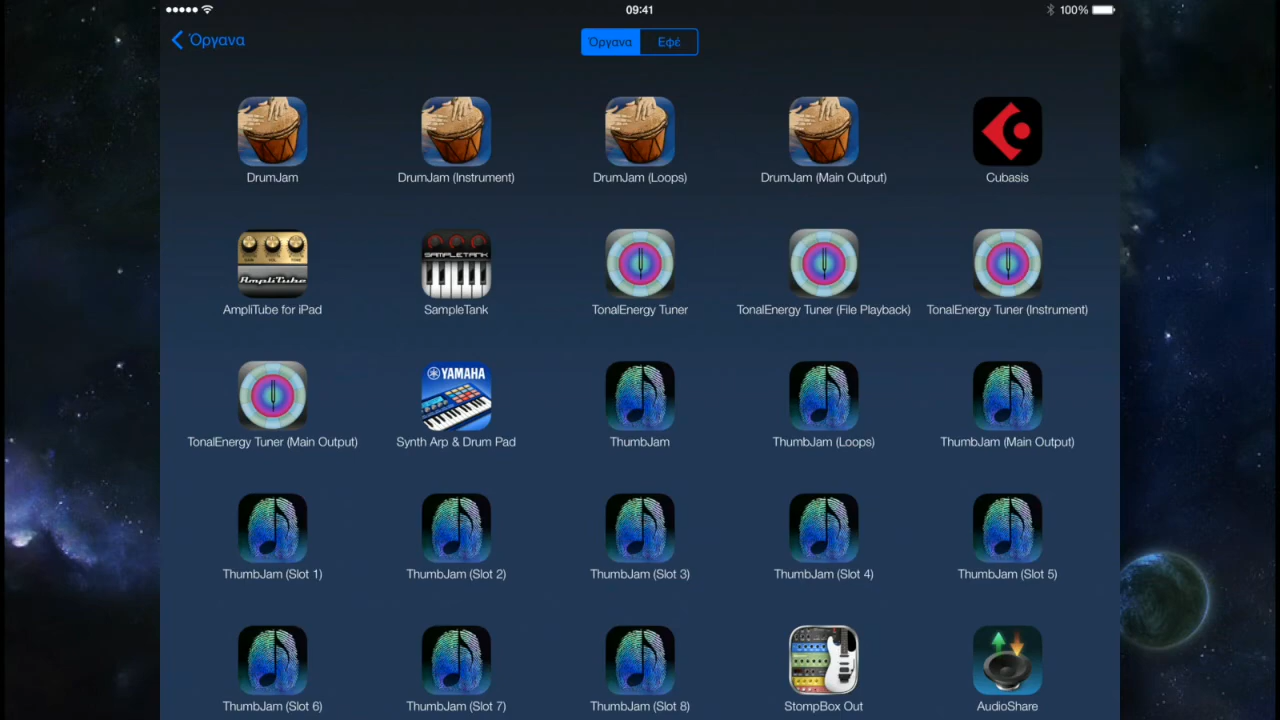 09:41
100%
Όργανα
Όργανα Εφέ
DrumJam
DrumJam (Instrument)
DrumJam (Loops)
DrumJam (Main Output)
Cubasis
AmpliTube
SAMPLETANK
AmpliTube for iPad
SampleTank
TonalEnergy Tuner
TonalEnergy Tuner (File Playback)
TonalEnergy Tuner (Instrument)
YAMAHA
TonalEnergy Tuner (Main Output)
Synth Arp & Drum Pad
ThumbJam
ThumbJam (Loops)
ThumbJam (Main Output)
ThumbJam (Slot 1)
ThumbJam (Slot 2)
ThumbJam (Slot 3)
ThumbJam (Slot 4)
ThumbJam (Slot 5)
ThumbJam (Slot 6)
ThumbJam (Slot 7)
ThumbJam (Slot 8)
StompBox Out
AudioShare